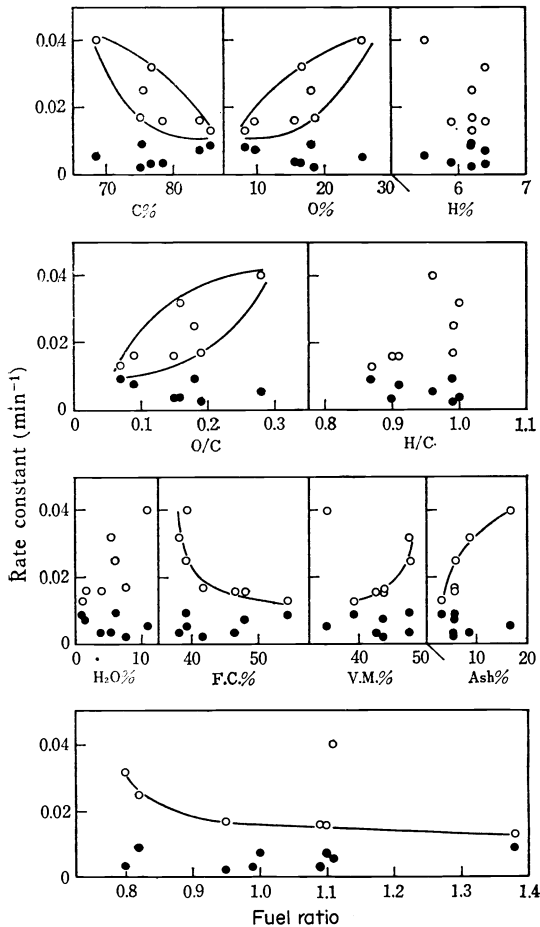 0.04
0.02
0
70 80
10 20 30
6 7
C%
O%
H%
0.04
0.02
0
0 0.1 0.2 0.3
0.8 0.9 1.0 1.1
O/C
H/C
Rate constant (min⁻¹)
0.04
0.02
0
0 5 10
40 50
40 50
10 20
H₂O%
F.C.%
V.M.%
Ash%
0.04
0.02
0
0.8 0.9 1.0 1.1 1.2 1.3 1.4
Fuel ratio